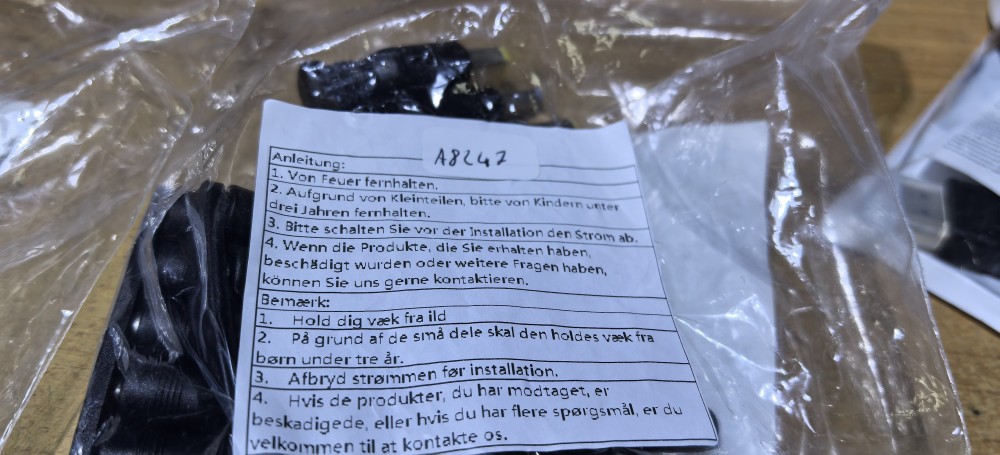 A8247
Anleitung:
1. Von Feuer fernhalten.
2. Aufgrund von Kleinteilen, bitte von Kindern unter
drei Jahren fernhalten.
3. Bitte schalten Sie vor der Installation den Strom ab.
4. Wenn die Produkte, die Sie erhalten haben,
beschädigt wurden oder weitere Fragen haben,
können Sie uns gerne kontaktieren.
Bemærk:
1. Hold dig væk fra ild
2. På grund af de små dele skal den holdes væk fra
børn under tre år.
3. Afbryd strømmen før installation.
4. Hvis de produkter, du har modtaget, er
beskadigede, eller hvis du har flere spørgsmål, er du
velkommen til at kontakte os.